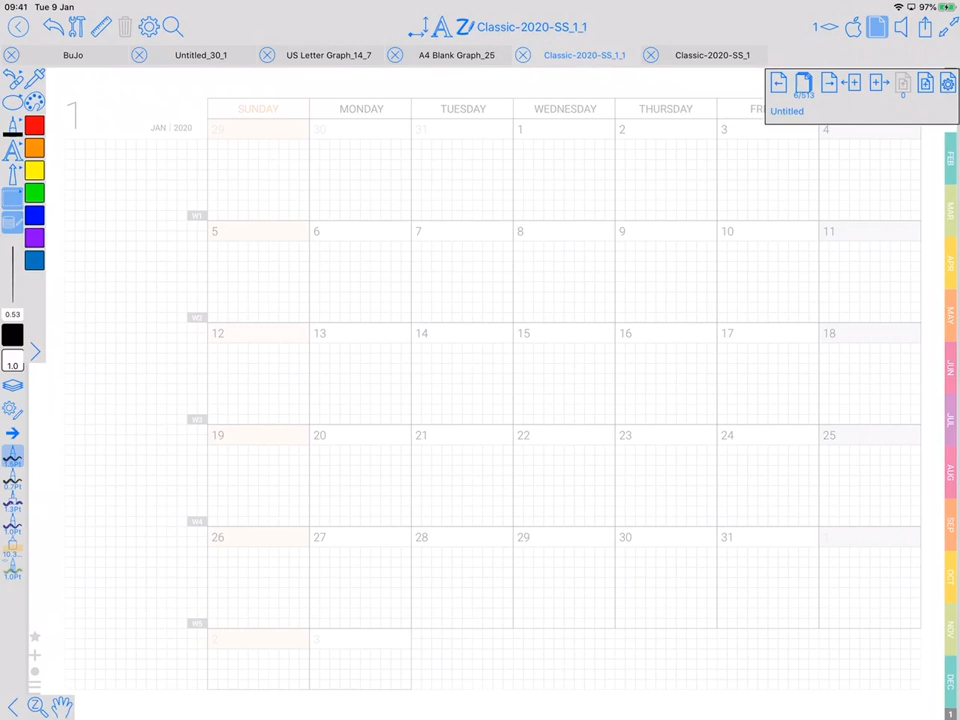 09:41 Tue 9 Jan
97%
Classic-2020-SS_1_1
1
BuJo
Untitled_30_1
US Letter Graph_14_7
A4 Blank Graph_25
Classic-2020-SS_1_1
Classic-2020-SS_1
6/513
0
Untitled
1
JAN | 2020
SUNDAY MONDAY TUESDAY WEDNESDAY THURSDAY FR
29 30 31 1 2 3 4
W1
5 6 7 8 9 10 11
W2
12 13 14 15 16 17 18
W3
19 20 21 22 23 24 25
W4
26 27 28 29 30 31 1
W5
2 3
FEB
MAR
APR
MAY
JUN
JUL
AUG
SEP
OCT
NOV
DEC
1
0.53
1.0
1.5Pt
0.7Pt
1.3Pt
1.0Pt
10.3...
1.0Pt